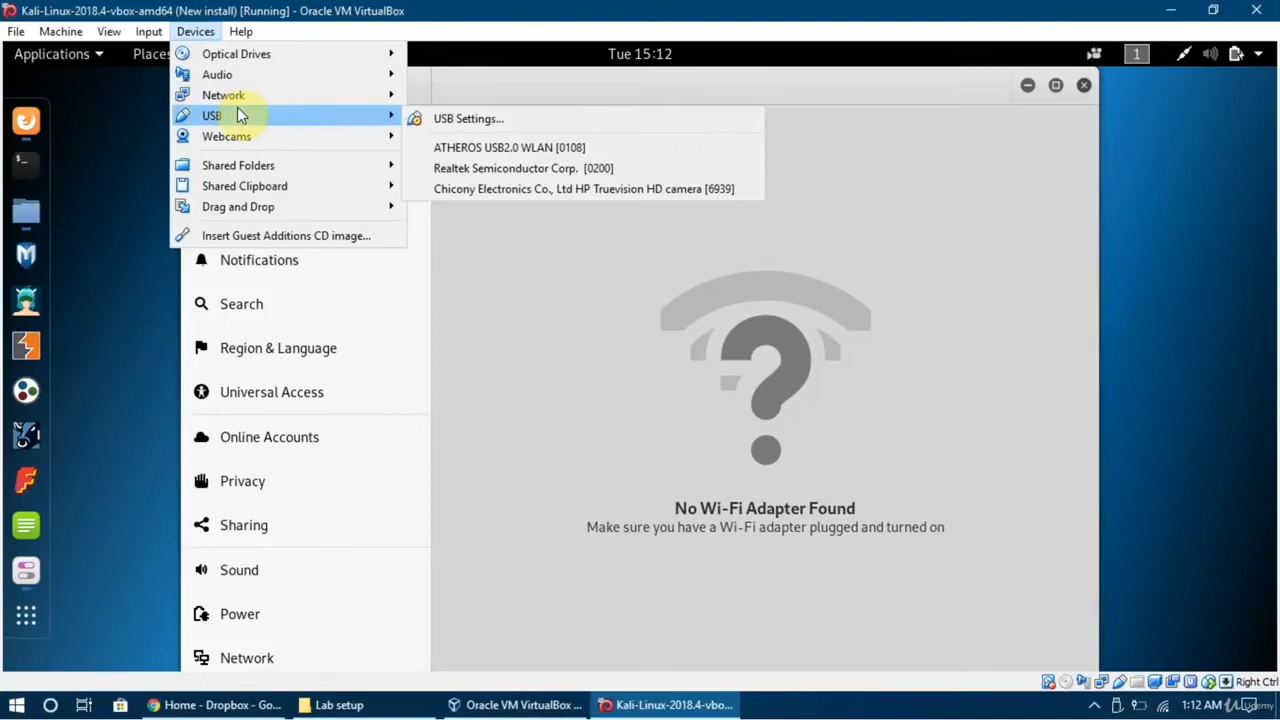 Kali-Linux-2018.4-vbox-amd64 (New install) [Running] - Oracle VM VirtualBox
File Machine View Input Devices Help
Applications Places Tue 15:12 1
Optical Drives
Audio
Network
USB
Webcams
Shared Folders
Shared Clipboard
Drag and Drop
Insert Guest Additions CD image...
USB Settings...
ATHEROS USB2.0 WLAN [0108]
Realtek Semiconductor Corp. [0200]
Chicony Electronics Co., Ltd HP Truevision HD camera [6939]
Notifications
Search
Region & Language
Universal Access
Online Accounts
Privacy
Sharing
Sound
Power
Network
No Wi-Fi Adapter Found
Make sure you have a Wi-Fi adapter plugged and turned on
Right Ctrl
Home - Dropbox - Go... Lab setup Oracle VM VirtualBox ... Kali-Linux-2018.4-vbo... 1:12 AM
Udemy